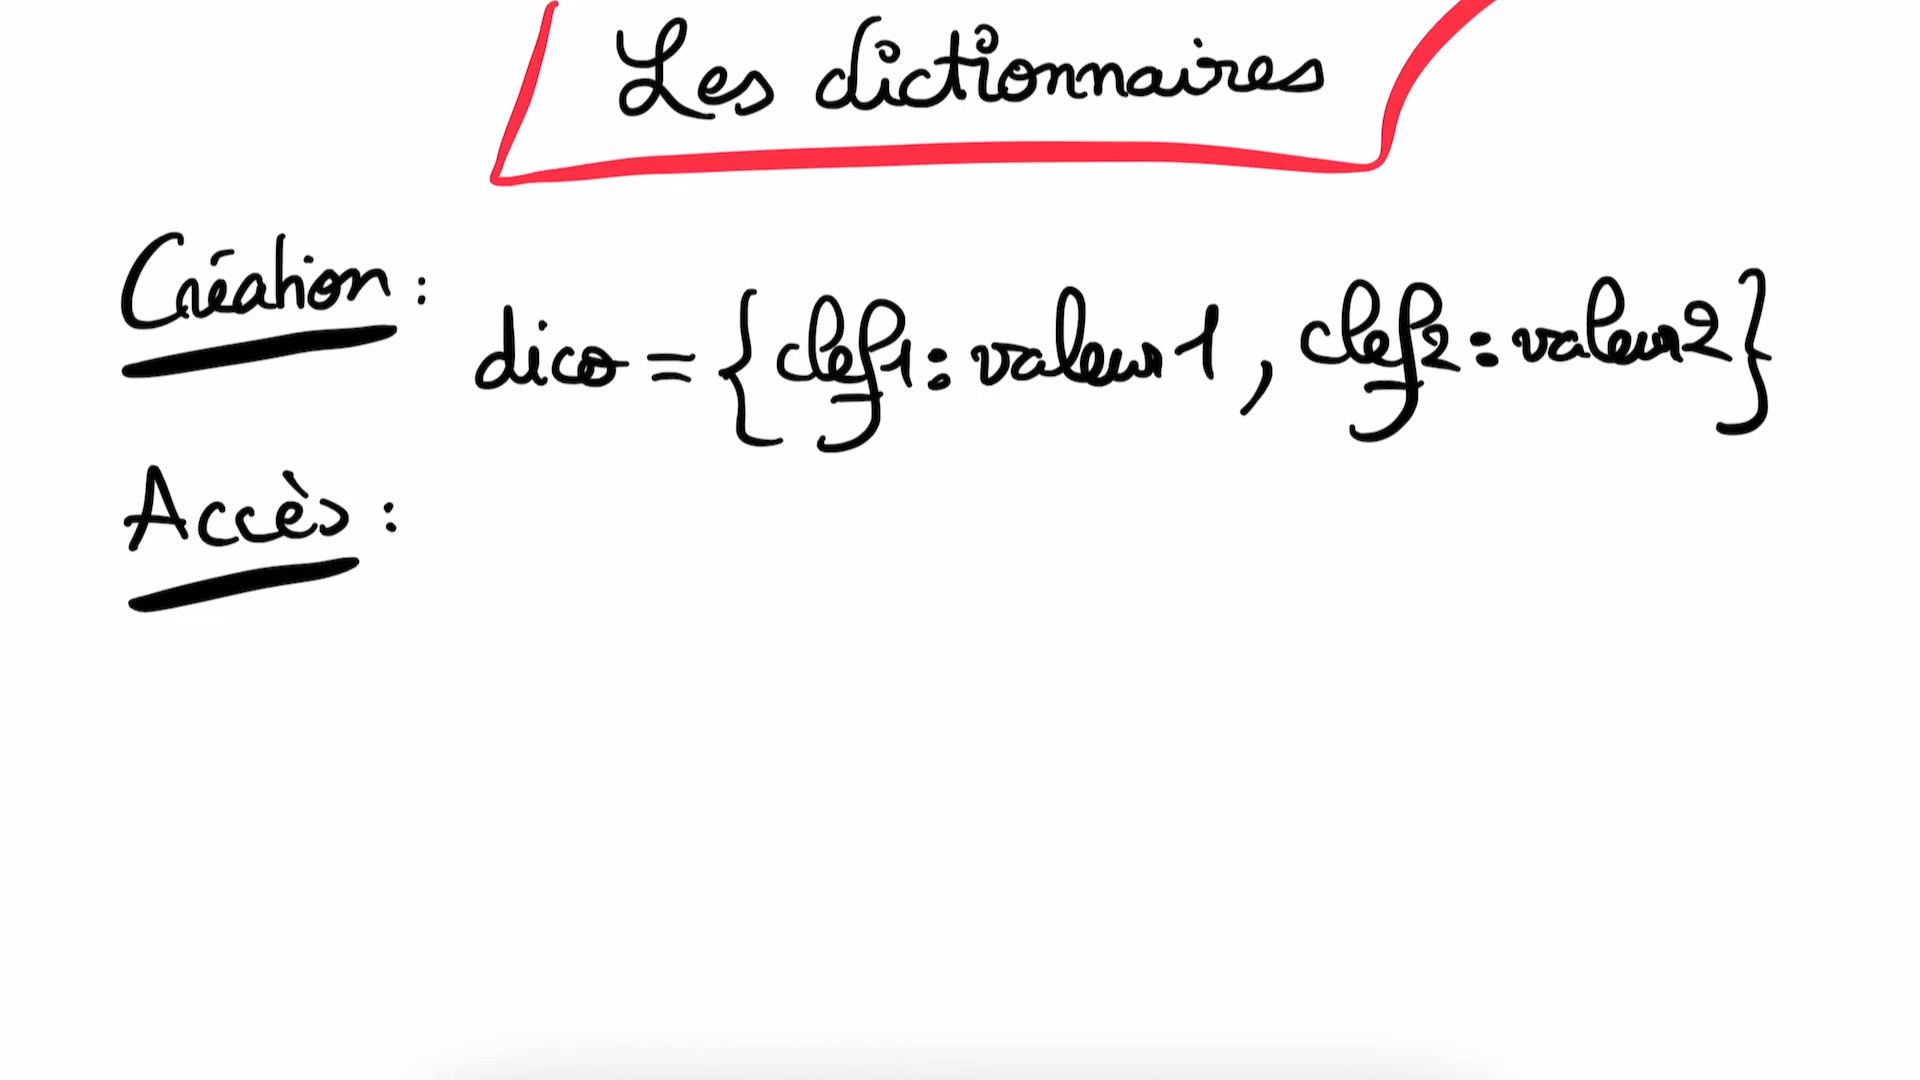 Les dictionnaires
Création :
dico = {clef1 : valeur1, clef2 : valeur2}
Accès :